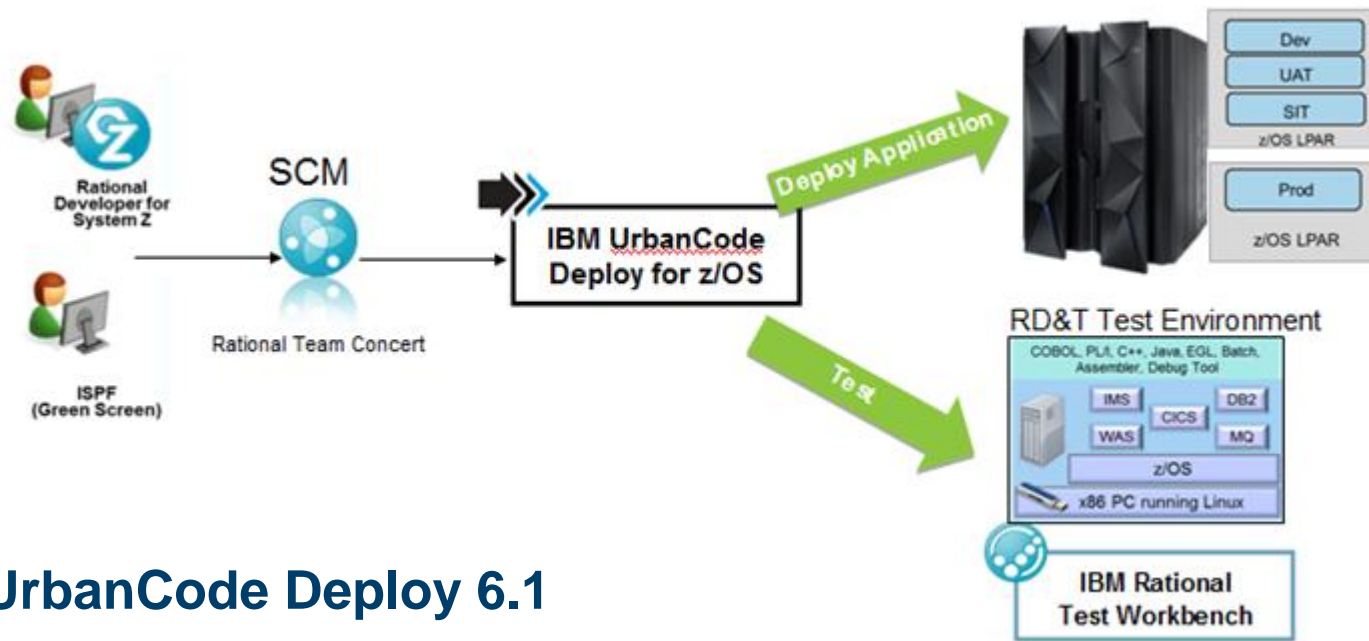 Rational
Developer for
System Z
ISPF
(Green Screen)
SCM
Rational Team Concert
IBM UrbanCode
Deploy for z/OS
Deploy Application
Test
Dev
UAT
SIT
z/OS LPAR
Prod
z/OS LPAR
RD&T Test Environment
COBOL, PL/I, C++, Java, EGL, Batch,
Assembler, Debug Tool
IMS
DB2
CICS
WAS
MQ
z/OS
x86 PC running Linux
IBM Rational
Test Workbench
UrbanCode Deploy 6.1